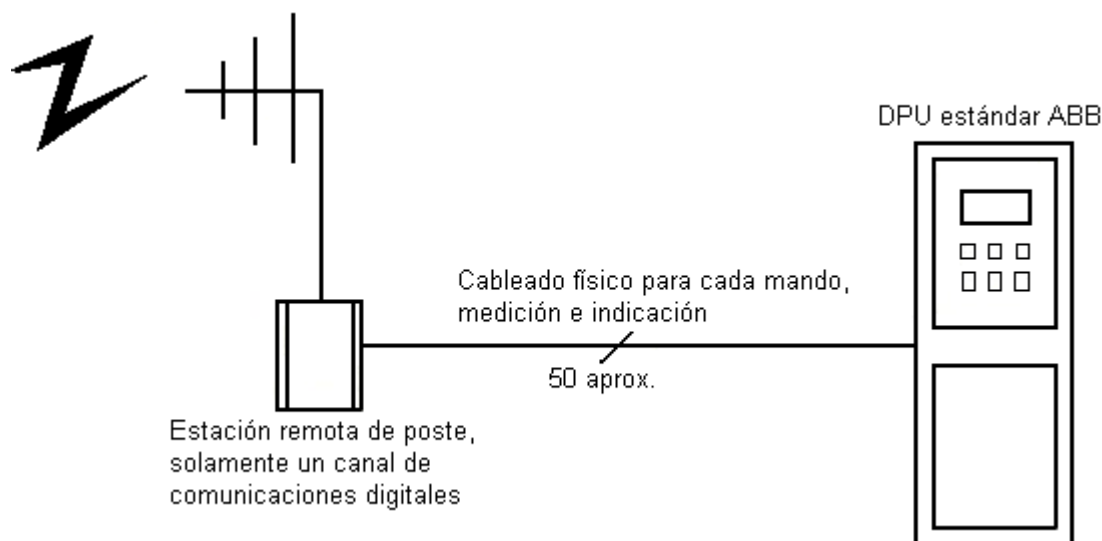 DPU estándar ABB
Cableado físico para cada mando,
medición e indicación
50 aprox.
Estación remota de poste,
solamente un canal de
comunicaciones digitales